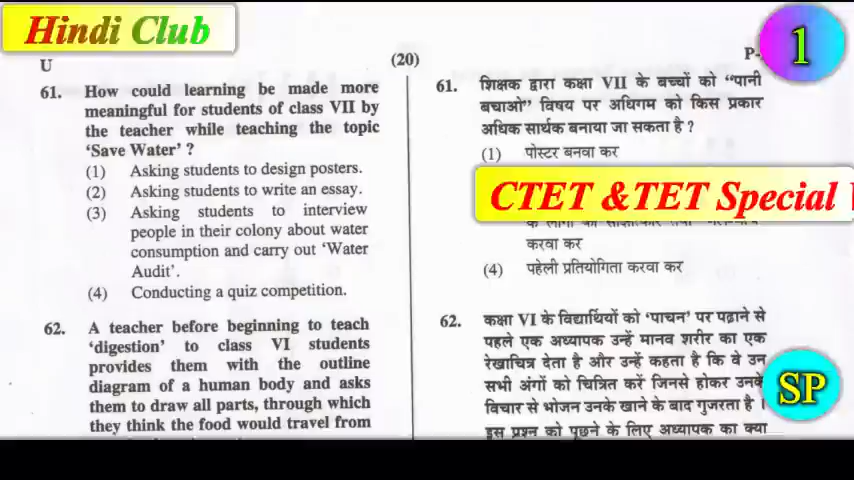 Hindi Club
1
U
(20)
P-
61. How could learning be made more
meaningful for students of class VII by
the teacher while teaching the topic
‘Save Water’ ?
(1) Asking students to design posters.
(2) Asking students to write an essay.
(3) Asking students to interview
people in their colony about water
consumption and carry out ‘Water
Audit’.
(4) Conducting a quiz competition.
62. A teacher before beginning to teach
‘digestion’ to class VI students
provides them with the outline
diagram of a human body and asks
them to draw all parts, through which
they think the food would travel from
61. शिक्षक द्वारा कक्षा VII के बच्चों को “पानी
बचाओ” विषय पर अधिगम को किस प्रकार
अधिक सार्थक बनाया जा सकता है ?
(1) पोस्टर बनवा कर
CTET &TET Special
के लोगों का साक्षात्कार
करवा कर
(4) पहेली प्रतियोगिता करवा कर
62. कक्षा VI के विद्यार्थियों को ‘पाचन’ पर पढ़ाने से
पहले एक अध्यापक उन्हें मानव शरीर का एक
रेखाचित्र देता है और उन्हें कहता है कि वे उन
सभी अंगों को चित्रित करें जिनसे होकर उनके
विचार से भोजन उनके खाने के बाद गुजरता है ।
इस प्रश्न को पूछने के लिए अध्यापक का क्या
SP